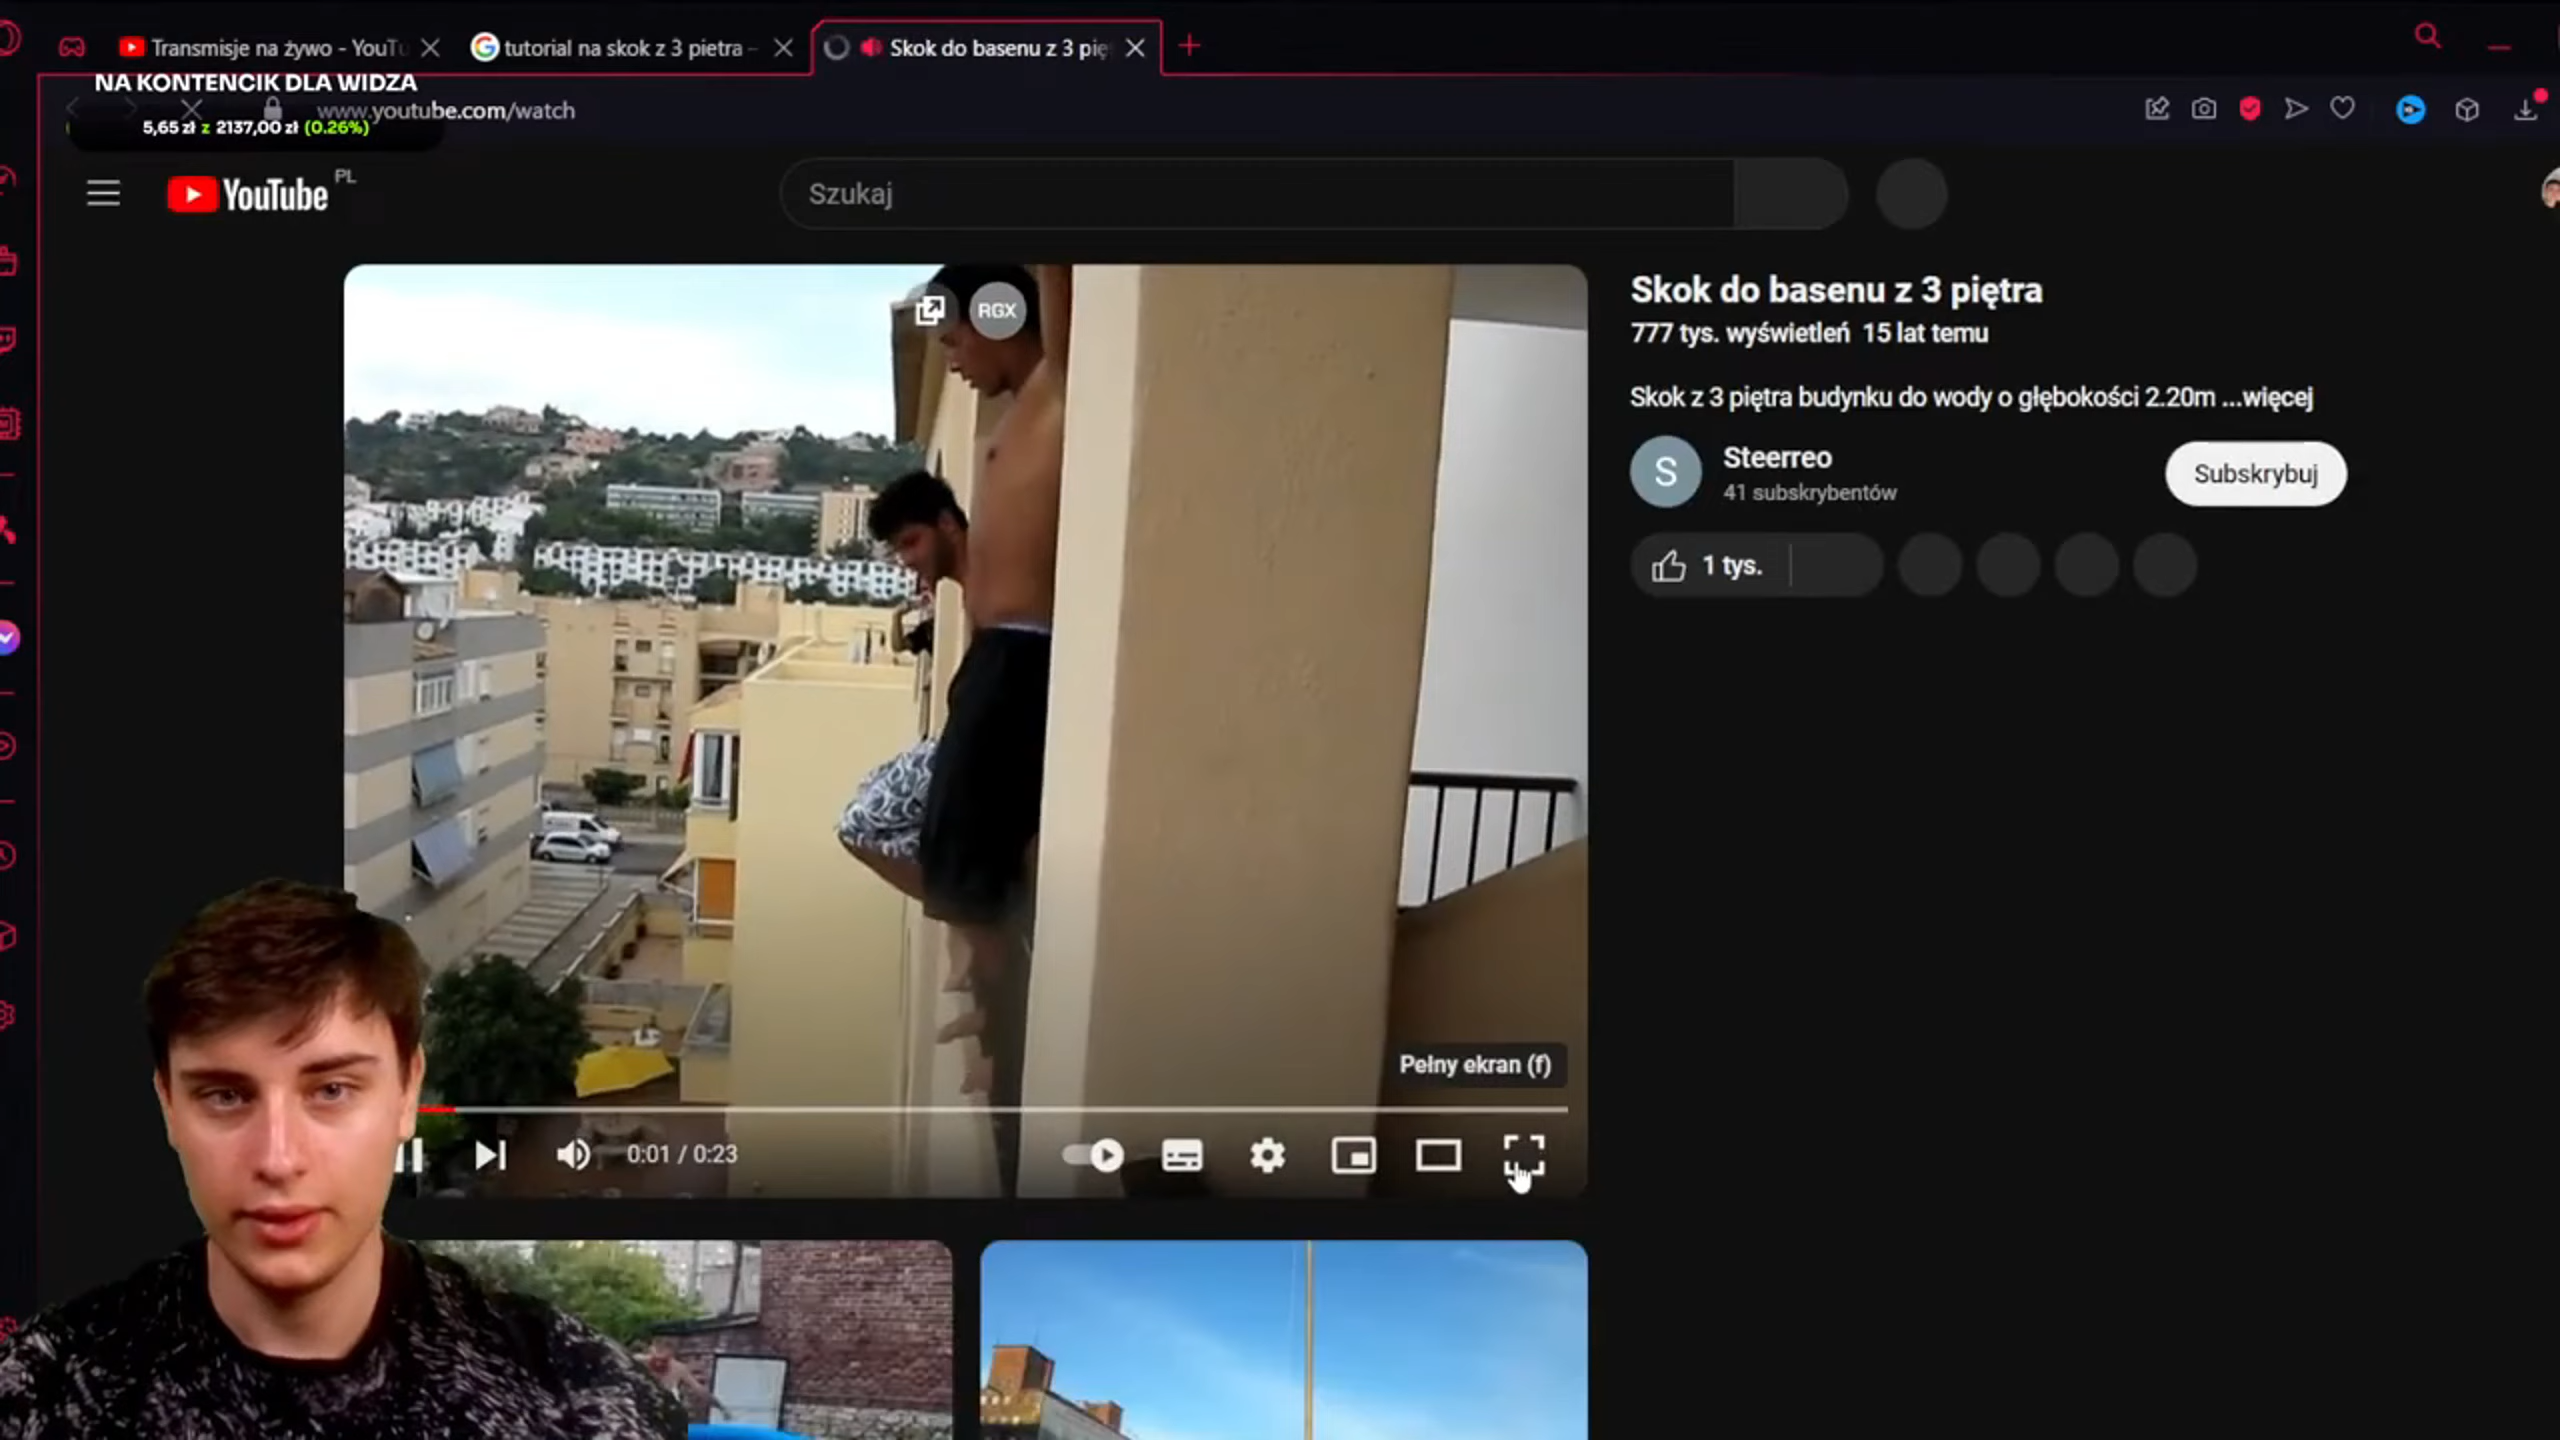 Transmisje na żywo - YouTu
tutorial na skok z 3 pietra -
Skok do basenu z 3 pię
NA KONTENCIK DLA WIDZA
www.youtube.com/watch
5,65 zł z 2137,00 zł (0.26%)
YouTube PL
Szukaj
RGX
Skok do basenu z 3 piętra
777 tys. wyświetleń 15 lat temu
Skok z 3 piętra budynku do wody o głębokości 2.20m ...więcej
S
Steerreo
41 subskrybentów
Subskrybuj
1 tys.
Pełny ekran (f)
0:01 / 0:23